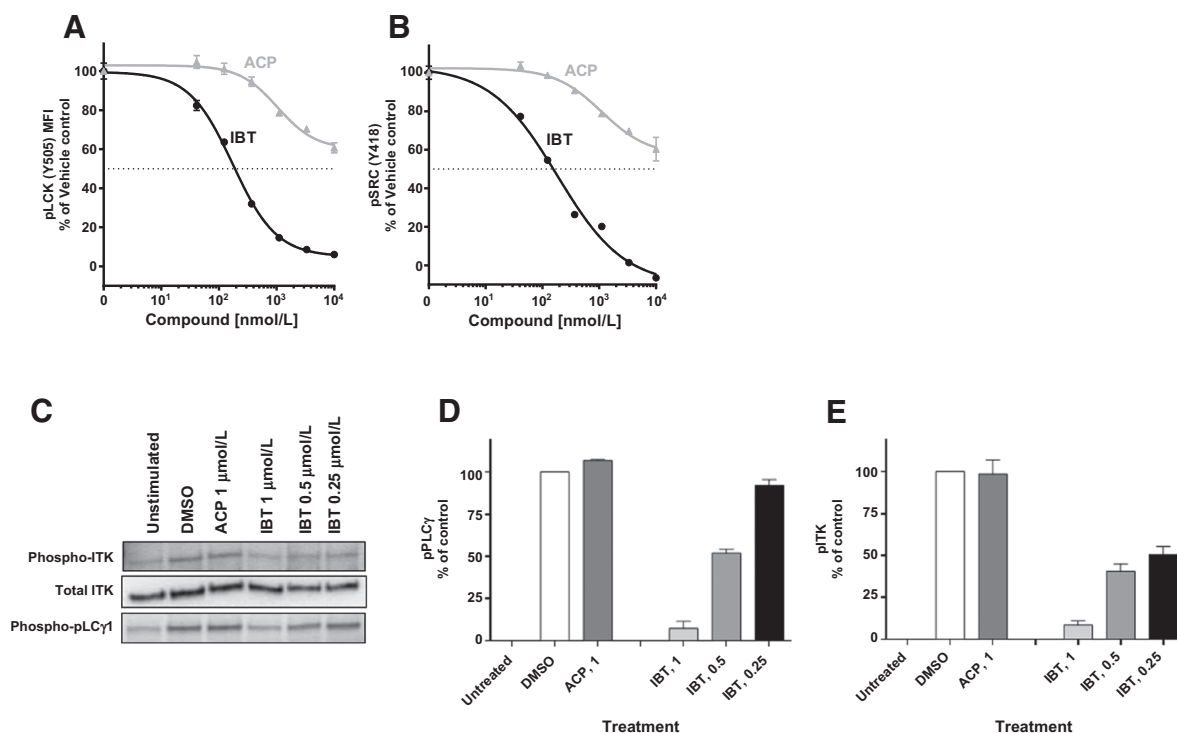 A
pLCK (Y505) MFI
% of Vehicle control
100
80
60
40
20
0
ACP
IBT
0
10¹
10²
10³
10⁴
Compound [nmol/L]
B
pSRC (Y418)
% of Vehicle control
100
80
60
40
20
0
ACP
IBT
0
10¹
10²
10³
10⁴
Compound [nmol/L]
C
Unstimulated
DMSO
ACP 1 µmol/L
IBT 1 µmol/L
IBT 0.5 µmol/L
IBT 0.25 µmol/L
Phospho-ITK
Total ITK
Phospho-pLCγ1
D
pPLCγ
% of control
100
75
50
25
0
Untreated
DMSO
ACP, 1
IBT, 1
IBT, 0.5
IBT, 0.25
Treatment
E
pITK
% of control
100
75
50
25
0
Untreated
DMSO
ACP, 1
IBT, 1
IBT, 0.5
IBT, 0.25
Treatment